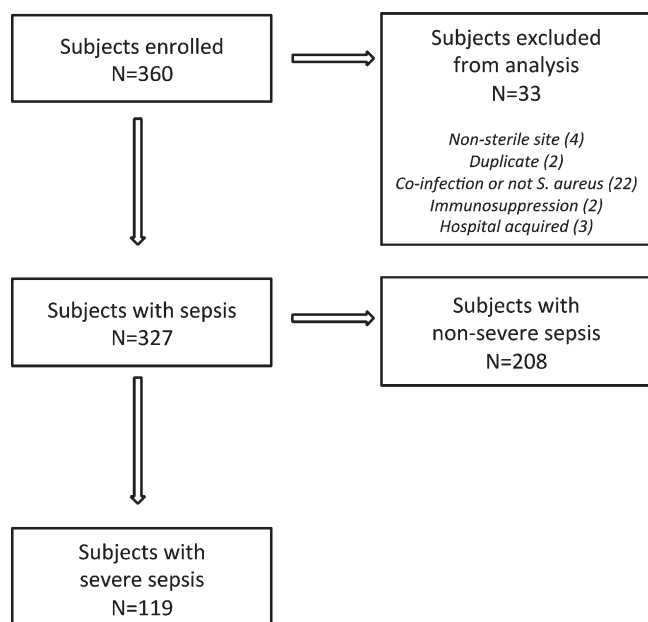 Subjects enrolled
N=360
Subjects excluded
from analysis
N=33
Non-sterile site (4)
Duplicate (2)
Co-infection or not S. aureus (22)
Immunosuppression (2)
Hospital acquired (3)
Subjects with sepsis
N=327
Subjects with
non-severe sepsis
N=208
Subjects with
severe sepsis
N=119